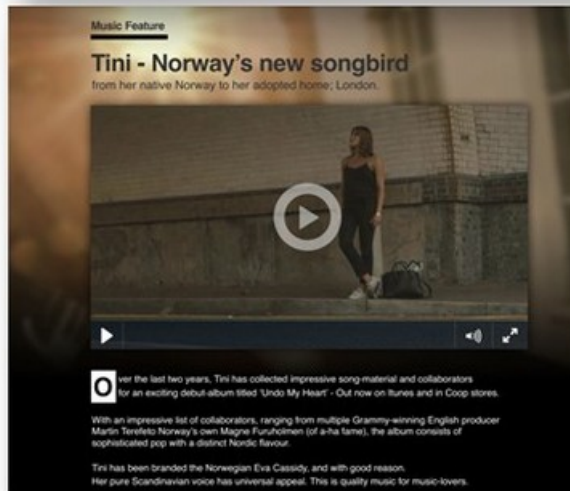 Music Feature
Tini - Norway's new songbird
from her native Norway to her adopted home; London.
Over the last two years, Tini has collected impressive song-material and collaborators
for an exciting debut-album titled 'Undo My Heart' - Out now on Itunes and in Coop stores.
With an impressive list of collaborators, ranging from multiple Grammy-winning English producer
Martin Terefeto Norway's own Magne Furuholmen (of a-ha fame), the album consists of
sophisticated pop with a distinct Nordic flavour.
Tini has been branded the Norwegian Eva Cassidy, and with good reason.
Her pure Scandinavian voice has universal appeal. This is quality music for music-lovers.